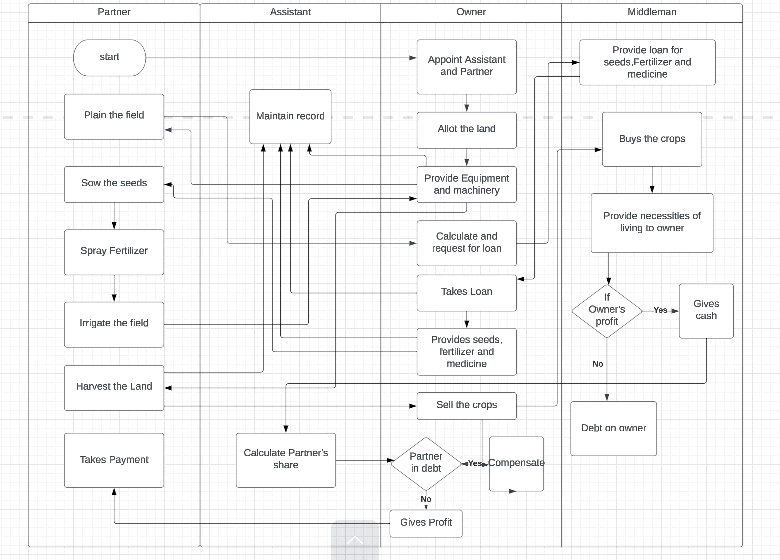 Partner
Assistant
Owner
Middleman
start
Appoint Assistant
and Partner
Provide loan for
seeds,Fertilizer and
medicine
Plain the field
Maintain record
Allot the land
Buys the crops
Sow the seeds
Provide Equipment
and machinery
Spray Fertilizer
Calculate and
request for loan
Provide necessities of
living to owner
Takes Loan
If
Owner's
profit
Yes
Gives
cash
Irrigate the field
Provides seeds,
fertilizer and
medicine
No
Harvest the Land
Sell the crops
Debt on owner
Takes Payment
Calculate Partner's
share
Partner
in debt
Yes
Compensate
No
Gives Profit